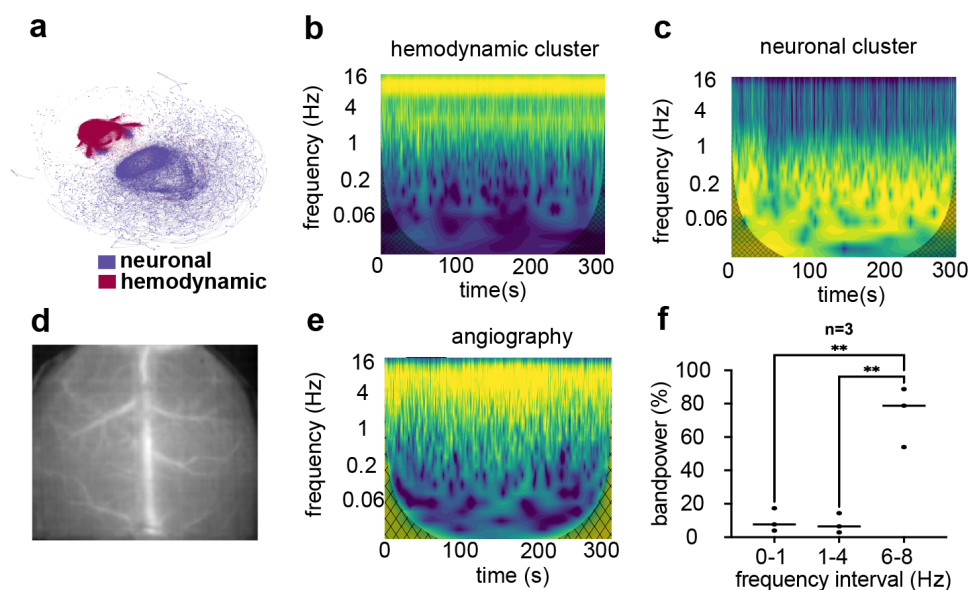 a
neuronal
hemodynamic
b
hemodynamic cluster
frequency (Hz)
16
4
1
0.2
0.06
0
100
200
300
time(s)
c
neuronal cluster
frequency (Hz)
16
4
1
0.2
0.06
0
100
200
300
time(s)
d
e
angiography
frequency (Hz)
16
4
1
0.2
0.06
0
100
200
300
time (s)
f
n=3
**
**
bandpower (%)
100
80
60
40
20
0
0-1
1-4
6-8
frequency interval (Hz)